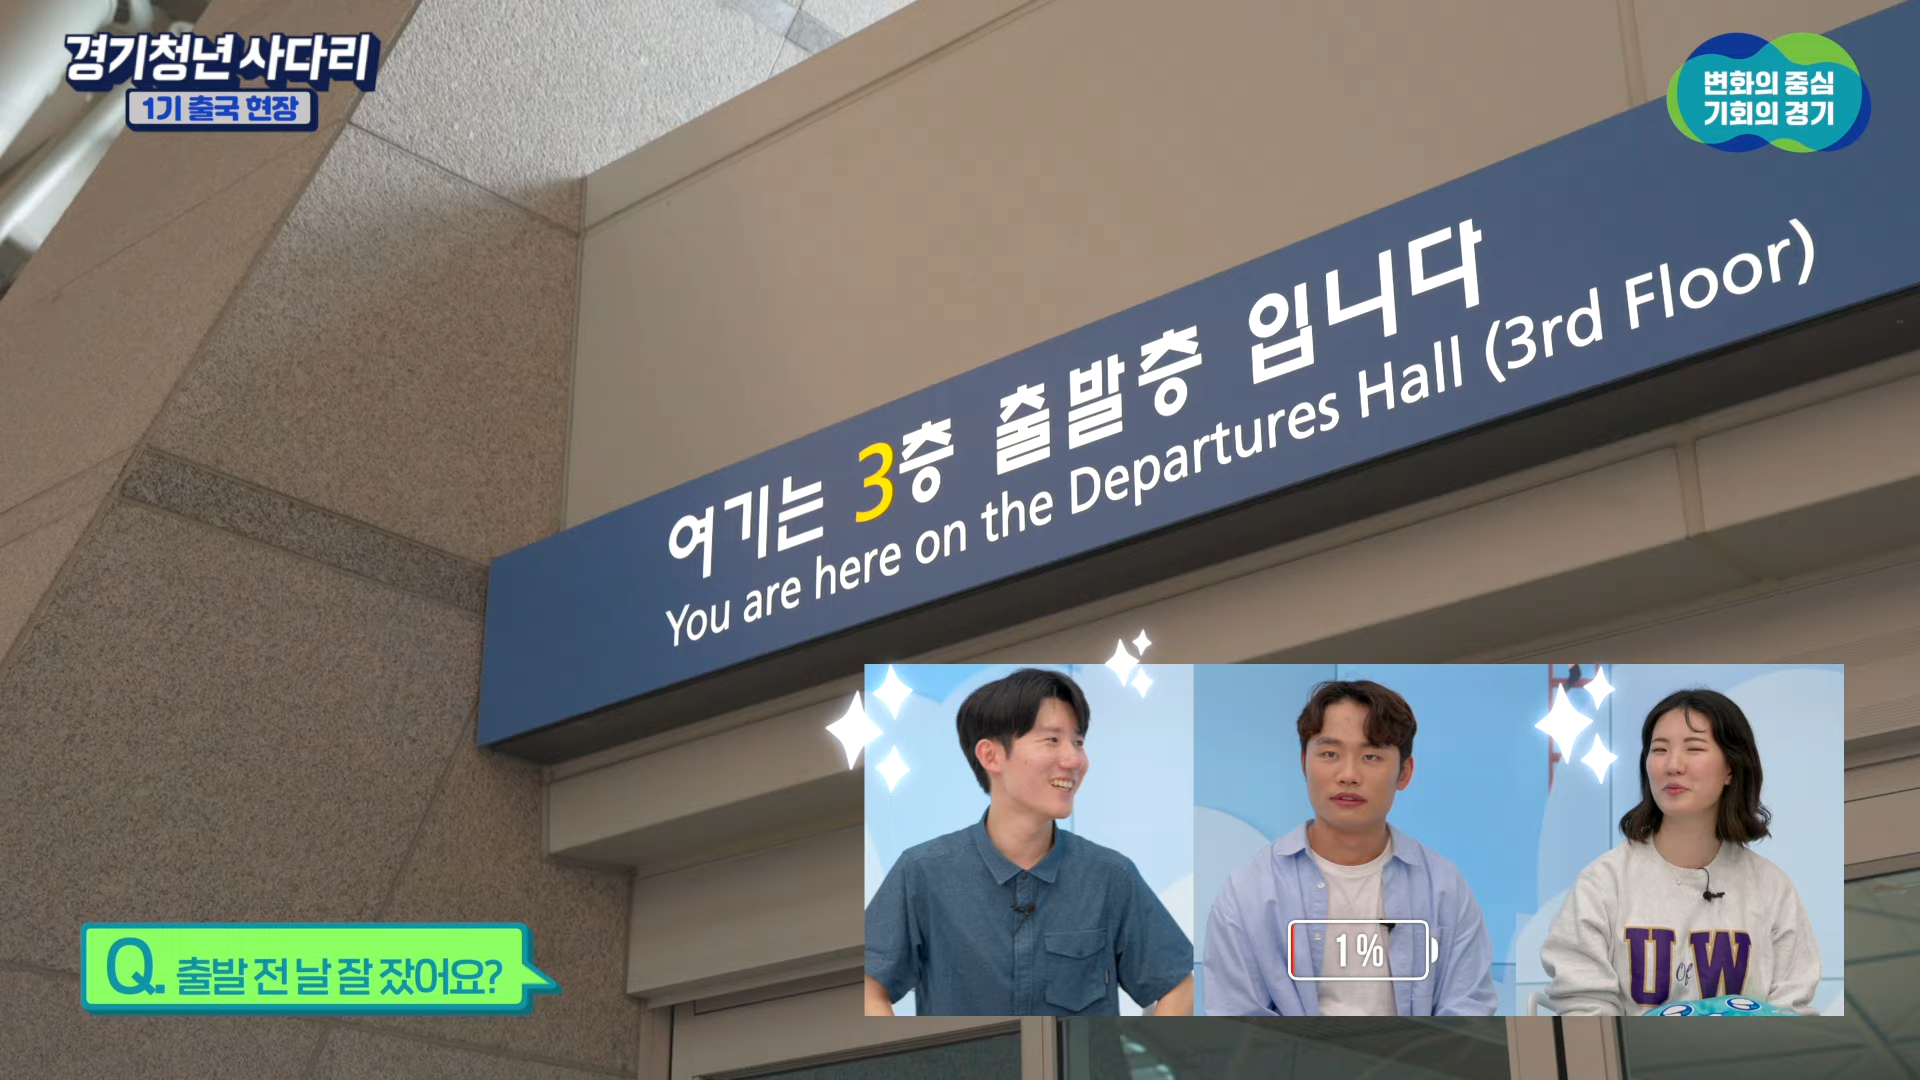 경기청년 사다리
1기 출국 현장
변화의 중심
기회의 경기
여기는 3층 출발층 입니다
You are here on the Departures Hall (3rd Floor)
Q. 출발 전 날 잘 잤어요?
1%
U of W